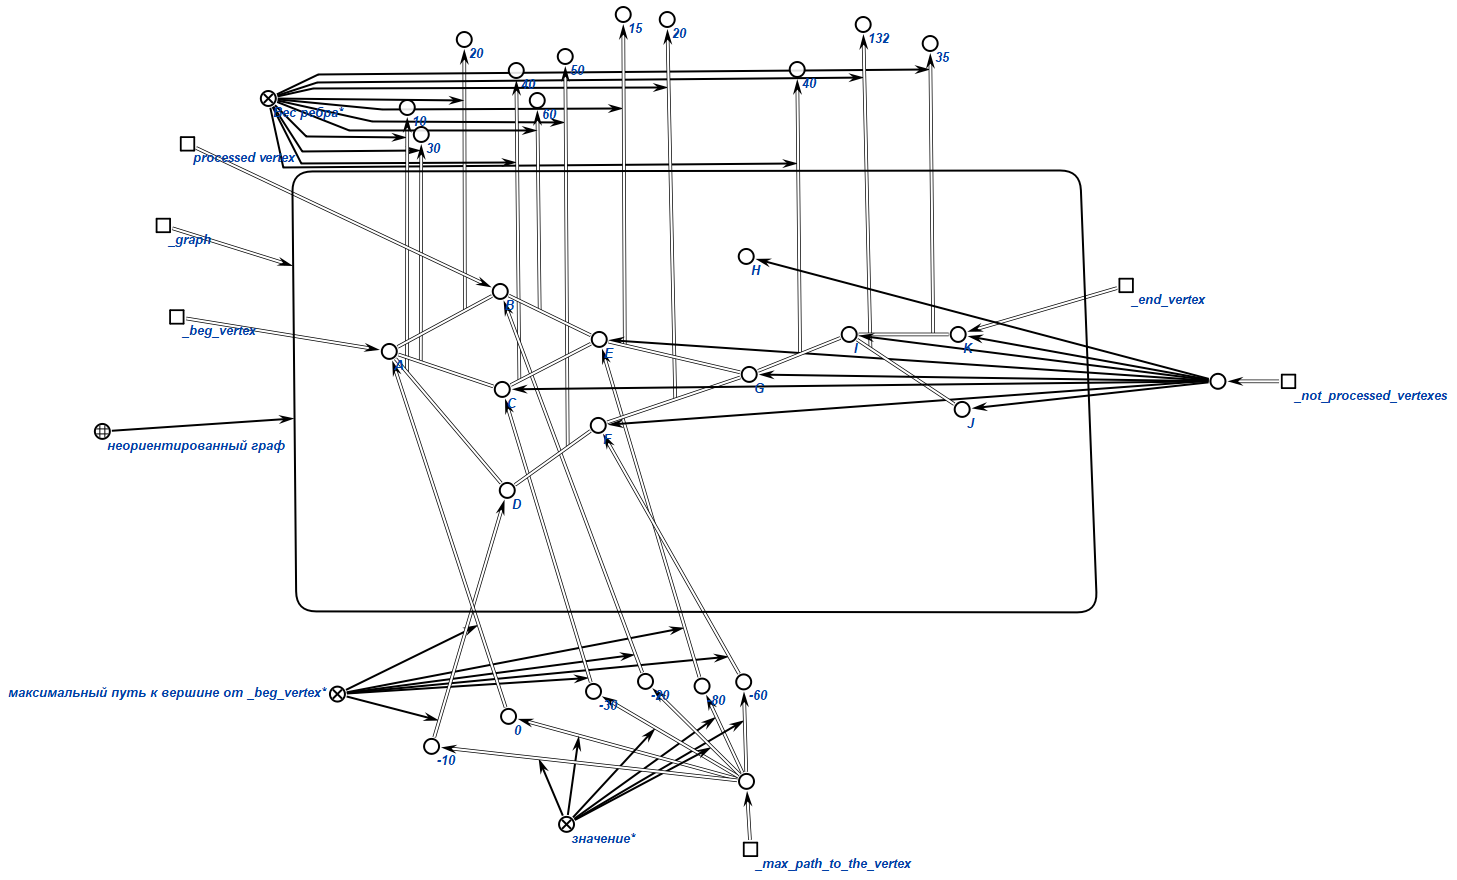 15
20
132
20
35
50
40
40
Вес ребра*
10
60
30
processed vertex
_graph
H
_end_vertex
B
_beg_vertex
I
K
E
A
G
C
_not_processed_vertexes
J
F
неориентированный граф
D
максимальный путь к вершине от _beg_vertex*
-30
-20
-80
-60
0
-10
значение*
_max_path_to_the_vertex